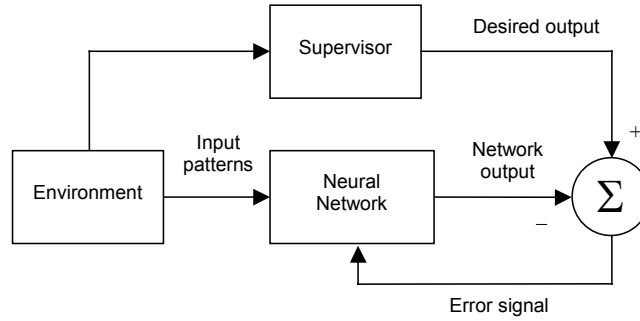 Supervisor
Desired output
+
Input
patterns
Network
output
Environment
Neural
Network
Σ
−
Error signal